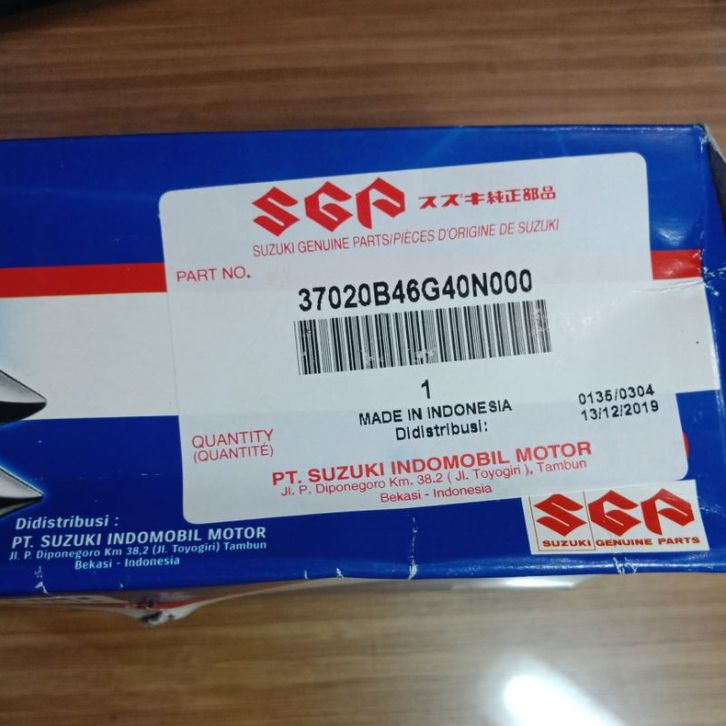 SGP スズキ純正部品
SUZUKI GENUINE PARTS/PIÈCES D'ORIGINE DE SUZUKI
PART NO.
37020B46G40N000
1
MADE IN INDONESIA
Didistribusi:
0135/0304
13/12/2019
QUANTITY
(QUANTITÉ)
PT. SUZUKI INDOMOBIL MOTOR
Jl. P. Diponegoro Km. 38.2 ( Jl. Toyogiri ), Tambun
Bekasi - Indonesia
SGP
SUZUKI GENUINE PARTS
Didistribusi :
PT. SUZUKI INDOMOBIL MOTOR
Jl. P. Diponegoro Km 38,2 (Jl. Toyogiri) Tambun
Bekasi - Indonesia